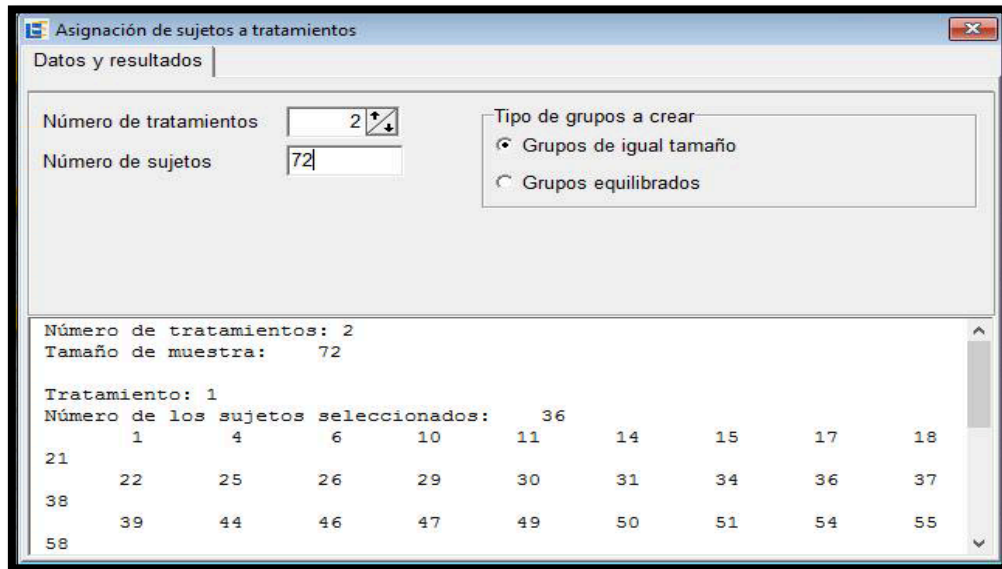 Asignación de sujetos a tratamientos
Datos y resultados
Número de tratamientos 2
Número de sujetos 72
Tipo de grupos a crear
Grupos de igual tamaño
Grupos equilibrados
Número de tratamientos: 2
Tamaño de muestra: 72
Tratamiento: 1
Número de los sujetos seleccionados: 36
1 4 6 10 11 14 15 17 18
21
22 25 26 29 30 31 34 36 37
38
39 44 46 47 49 50 51 54 55
58